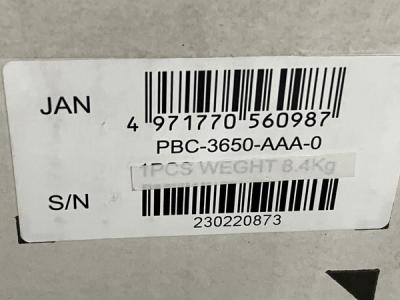 JAN
4 971770 560987
PBC-3650-AAA-0
1PCS WEGHT 8.4Kg
S/N
230220873